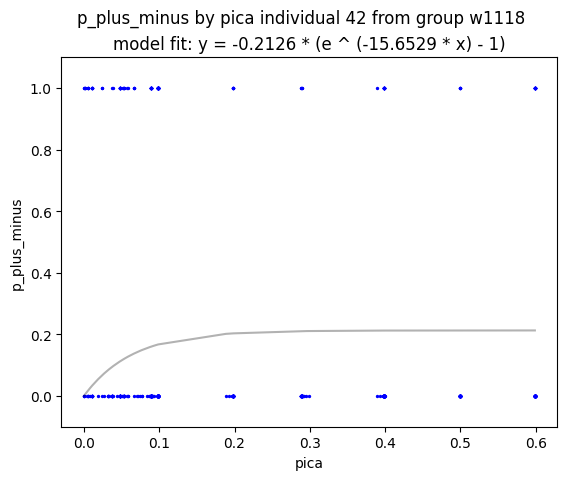 p_plus_minus by pica individual 42 from group w1118
model fit: y = -0.2126 * (e ^ (-15.6529 * x) - 1)
1.0
0.8
0.6
0.4
0.2
0.0
p_plus_minus
0.0 0.1 0.2 0.3 0.4 0.5 0.6
pica